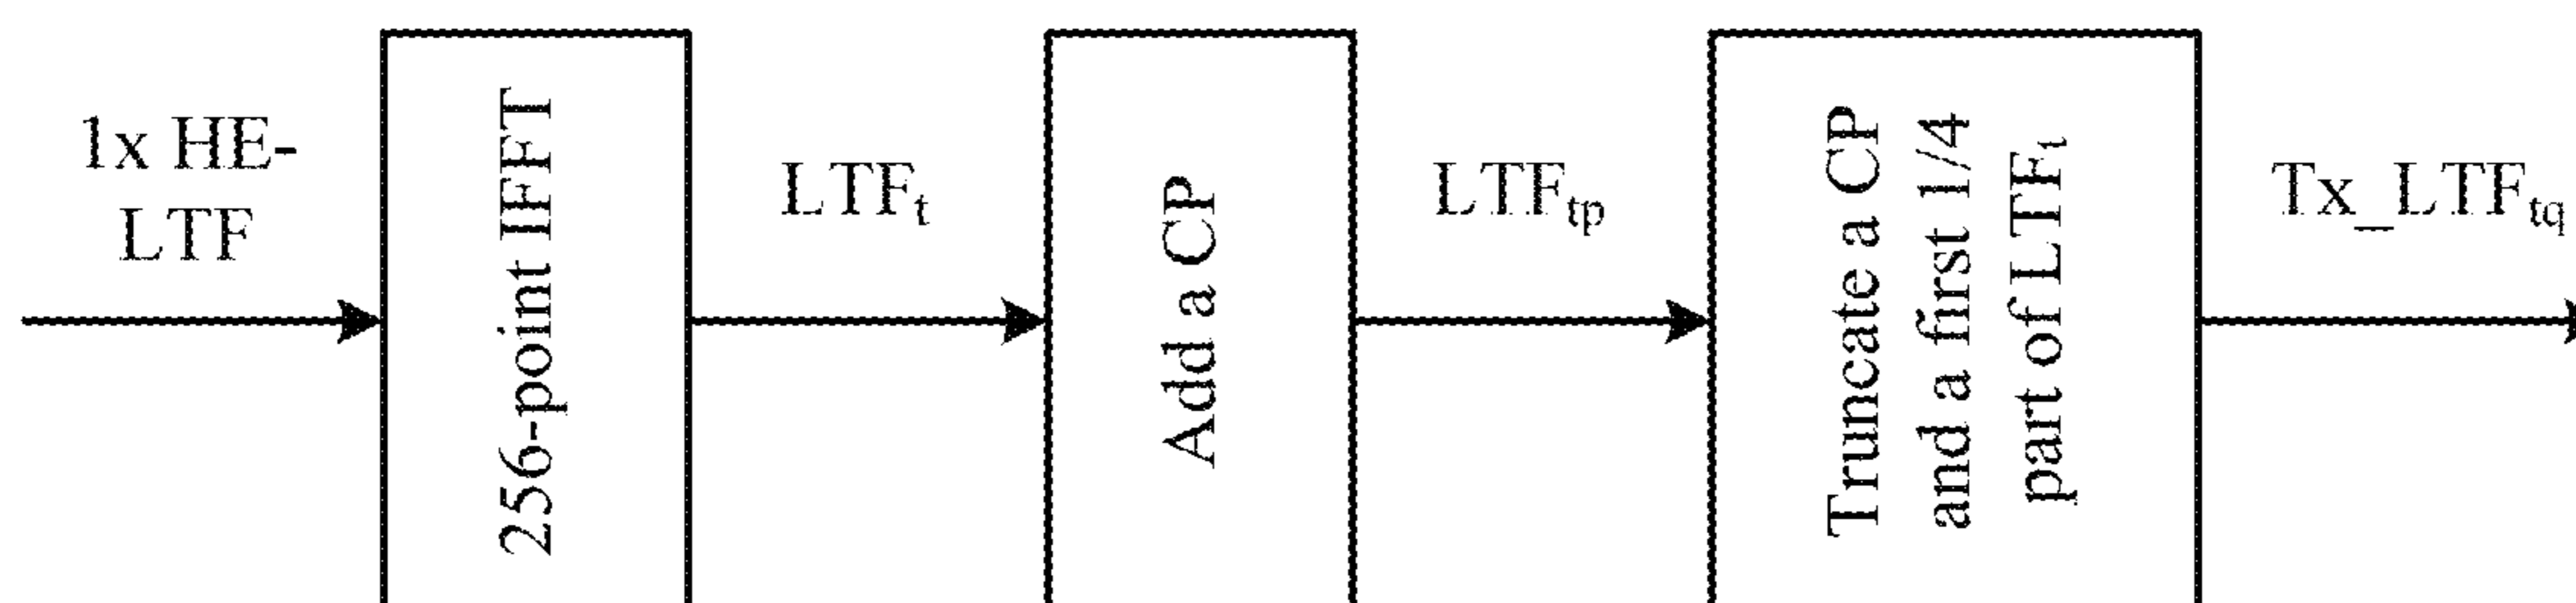 1x HE-
LTF
256-point IFFT
LTFt
Add a CP
LTFtp
Truncate a CP
and a first 1/4
part of LTFt
Tx_LTFtq